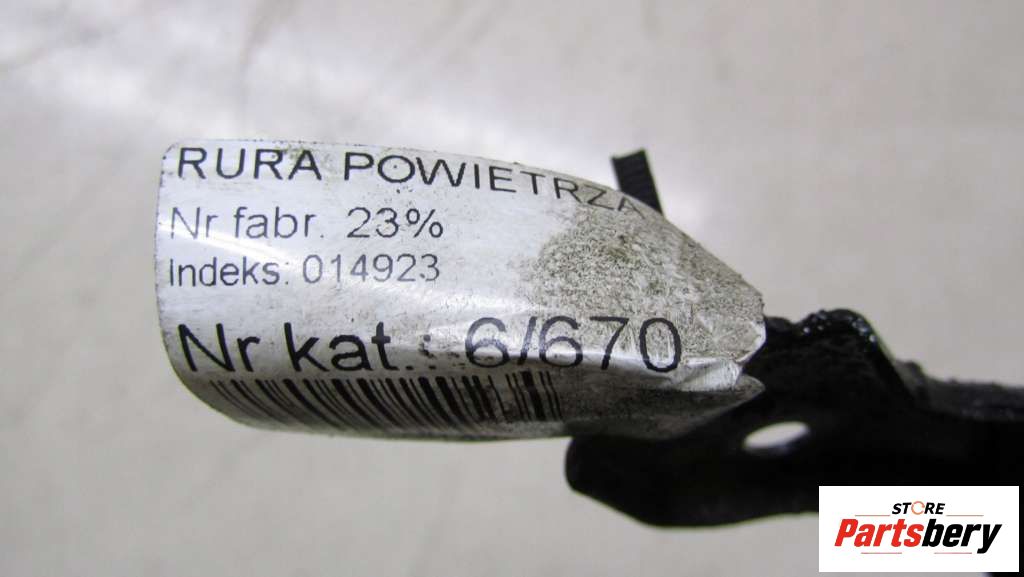 RURA POWIETRZA
Nr fabr. 23%
Indeks: 014923
Nr kat.: 6/670
STORE
Partsbery